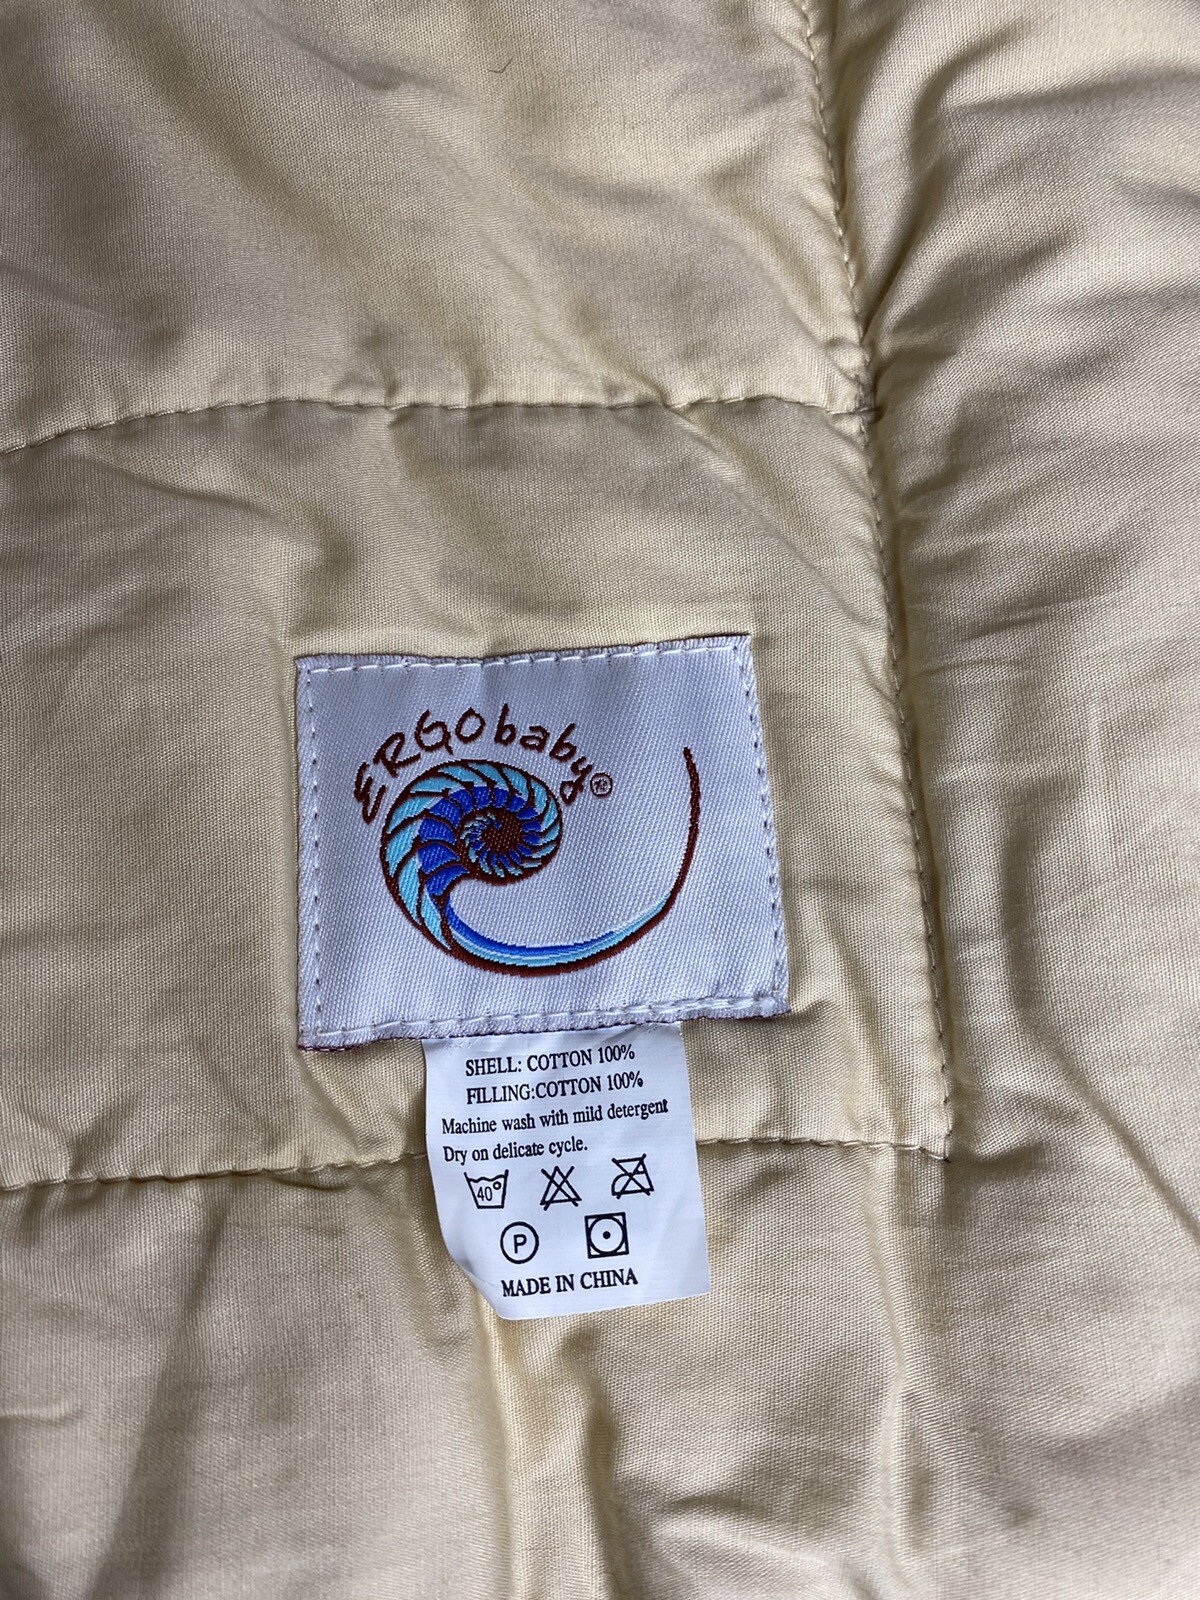 ERGObaby®
SHELL: COTTON 100%
FILLING:COTTON 100%
Machine wash with mild detergent
Dry on delicate cycle.
40°
P
MADE IN CHINA